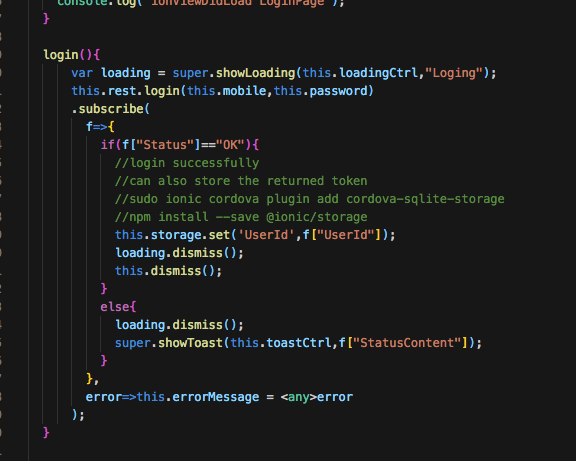 console.log('ionViewDidLoad LoginPage');
}
login(){
var loading = super.showLoading(this.loadingCtrl,"Loging");
this.rest.login(this.mobile,this.password)
.subscribe(
f=>{
if(f["Status"]=="OK"){
//login successfully
//can also store the returned token
//sudo ionic cordova plugin add cordova-sqlite-storage
//npm install --save @ionic/storage
this.storage.set('UserId',f["UserId"]);
loading.dismiss();
this.dismiss();
}
else{
loading.dismiss();
super.showToast(this.toastCtrl,f["StatusContent"]);
}
},
error=>this.errorMessage = <any>error
);
}